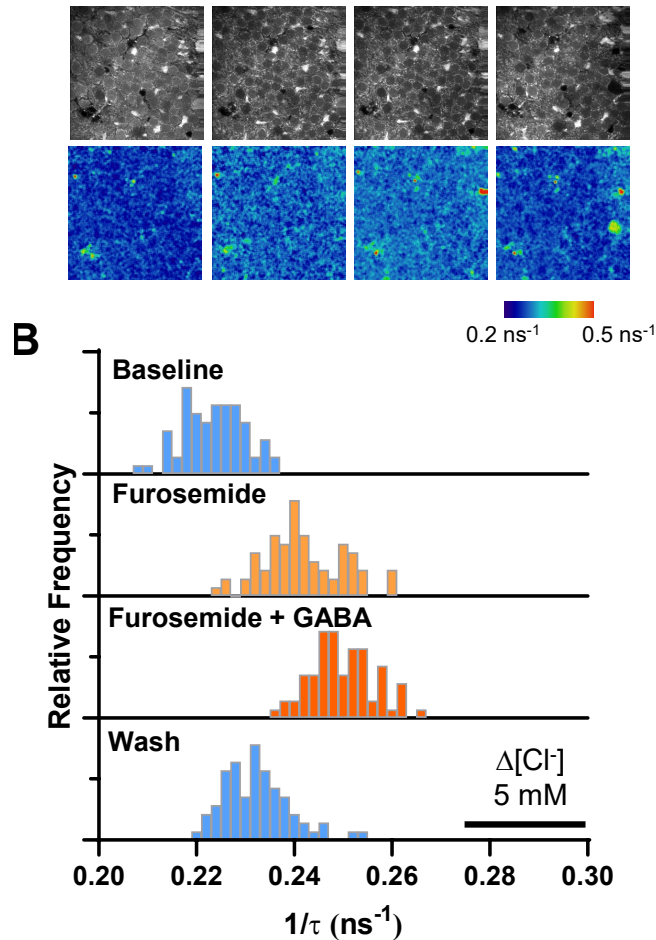 0.2 ns⁻¹ 0.5 ns⁻¹
B
Baseline
Furosemide
Furosemide + GABA
Wash
Relative Frequency
Δ[Cl⁻]
5 mM
0.20 0.22 0.24 0.26 0.28 0.30
1/τ (ns⁻¹)